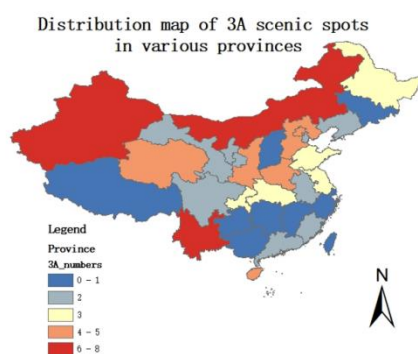 Distribution map of 3A scenic spots
in various provinces
Legend
Province
3A_numbers
0 - 1
2
3
4 - 5
6 - 8
N